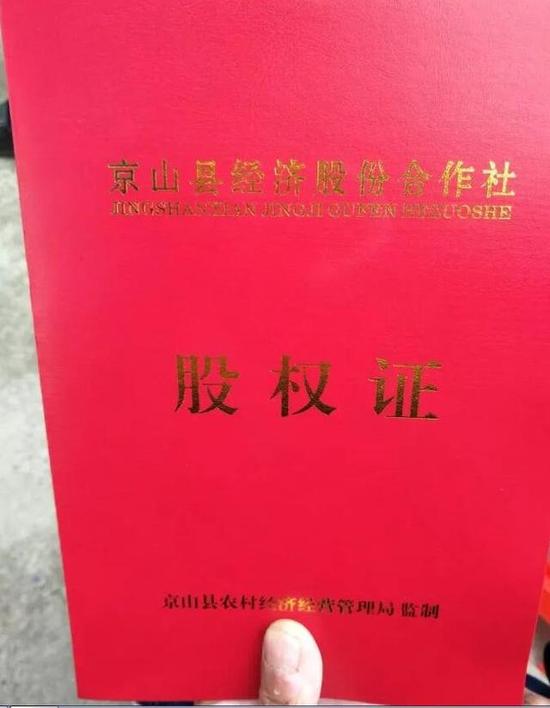 京山县经济股份合作社
JINGSHANXIAN JINGJI GUFEN HEZUOSHE
股权证
京山县农村经济经营管理局 监制